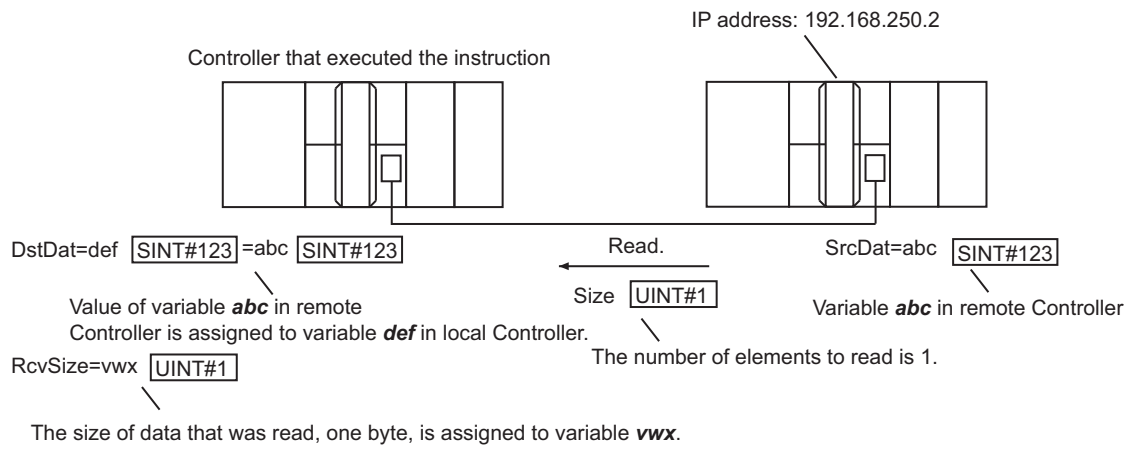 IP address: 192.168.250.2
Controller that executed the instruction
DstDat=def SINT#123 =abc SINT#123
Read.
SrcDat=abc SINT#123
Size UINT#1
Value of variable abc in remote
Controller is assigned to variable def in local Controller.
Variable abc in remote Controller
The number of elements to read is 1.
RcvSize=vwx UINT#1
The size of data that was read, one byte, is assigned to variable vwx.